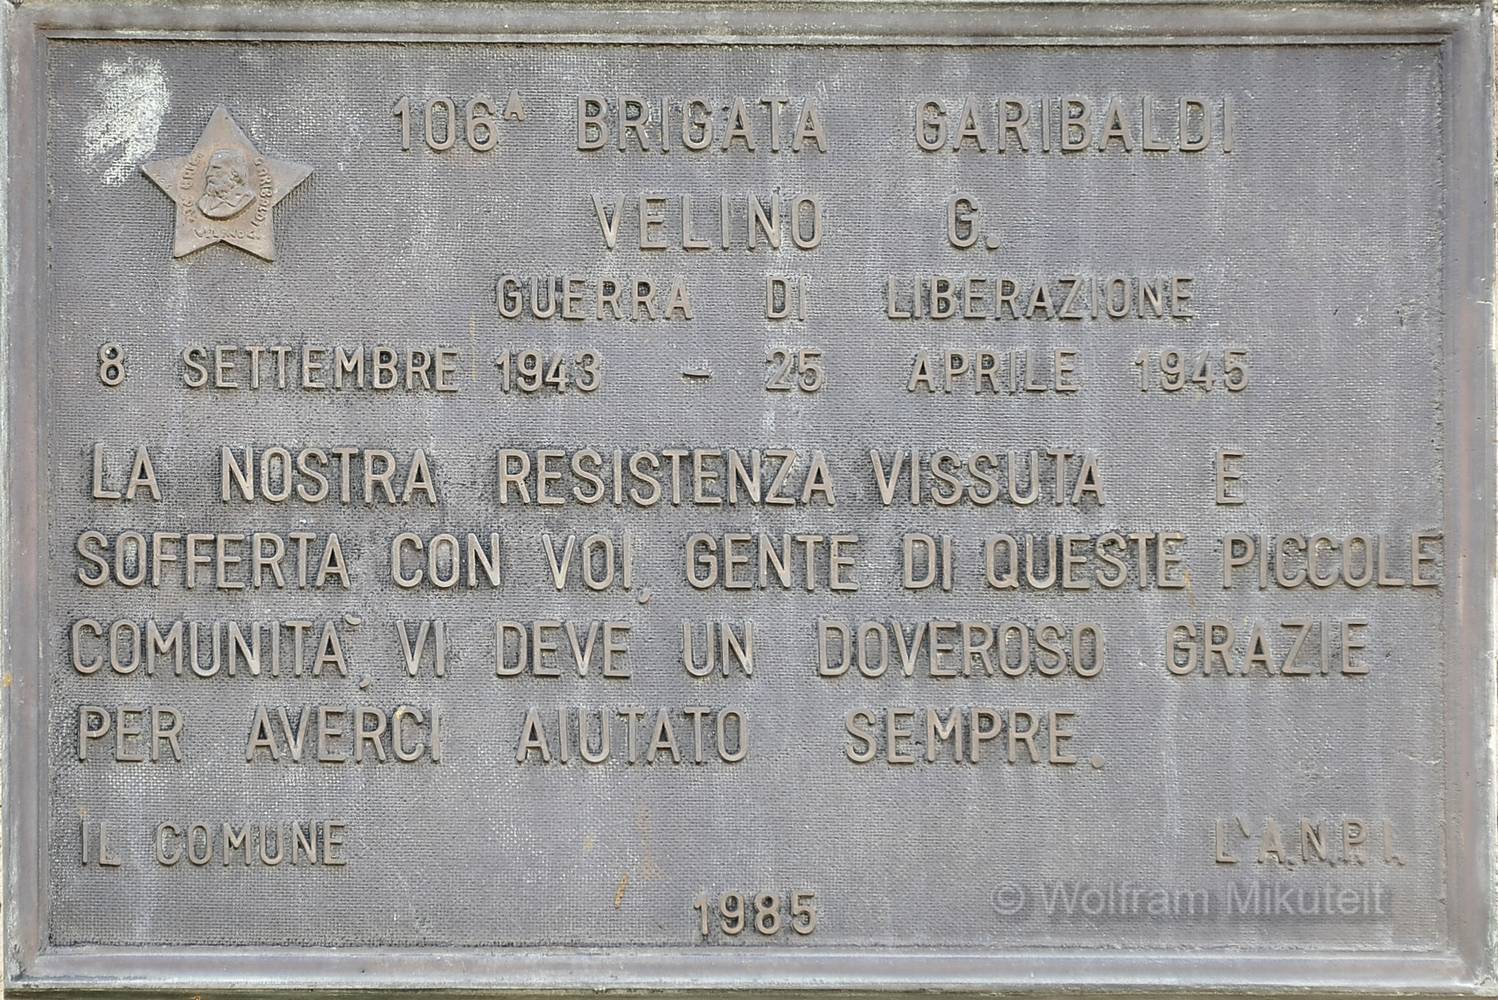 106ª BRIGATA GARIBALDI
VELINO G.
GUERRA DI LIBERAZIONE
8 SETTEMBRE 1943 - 25 APRILE 1945
LA NOSTRA RESISTENZA VISSUTA E
SOFFERTA CON VOI, GENTE DI QUESTE PICCOLE
COMUNITA', VI DEVE UN DOVEROSO GRAZIE
PER AVERCI AIUTATO SEMPRE.
IL COMUNE L'A.N.P.I.
1985
© Wolfram Mikuteit